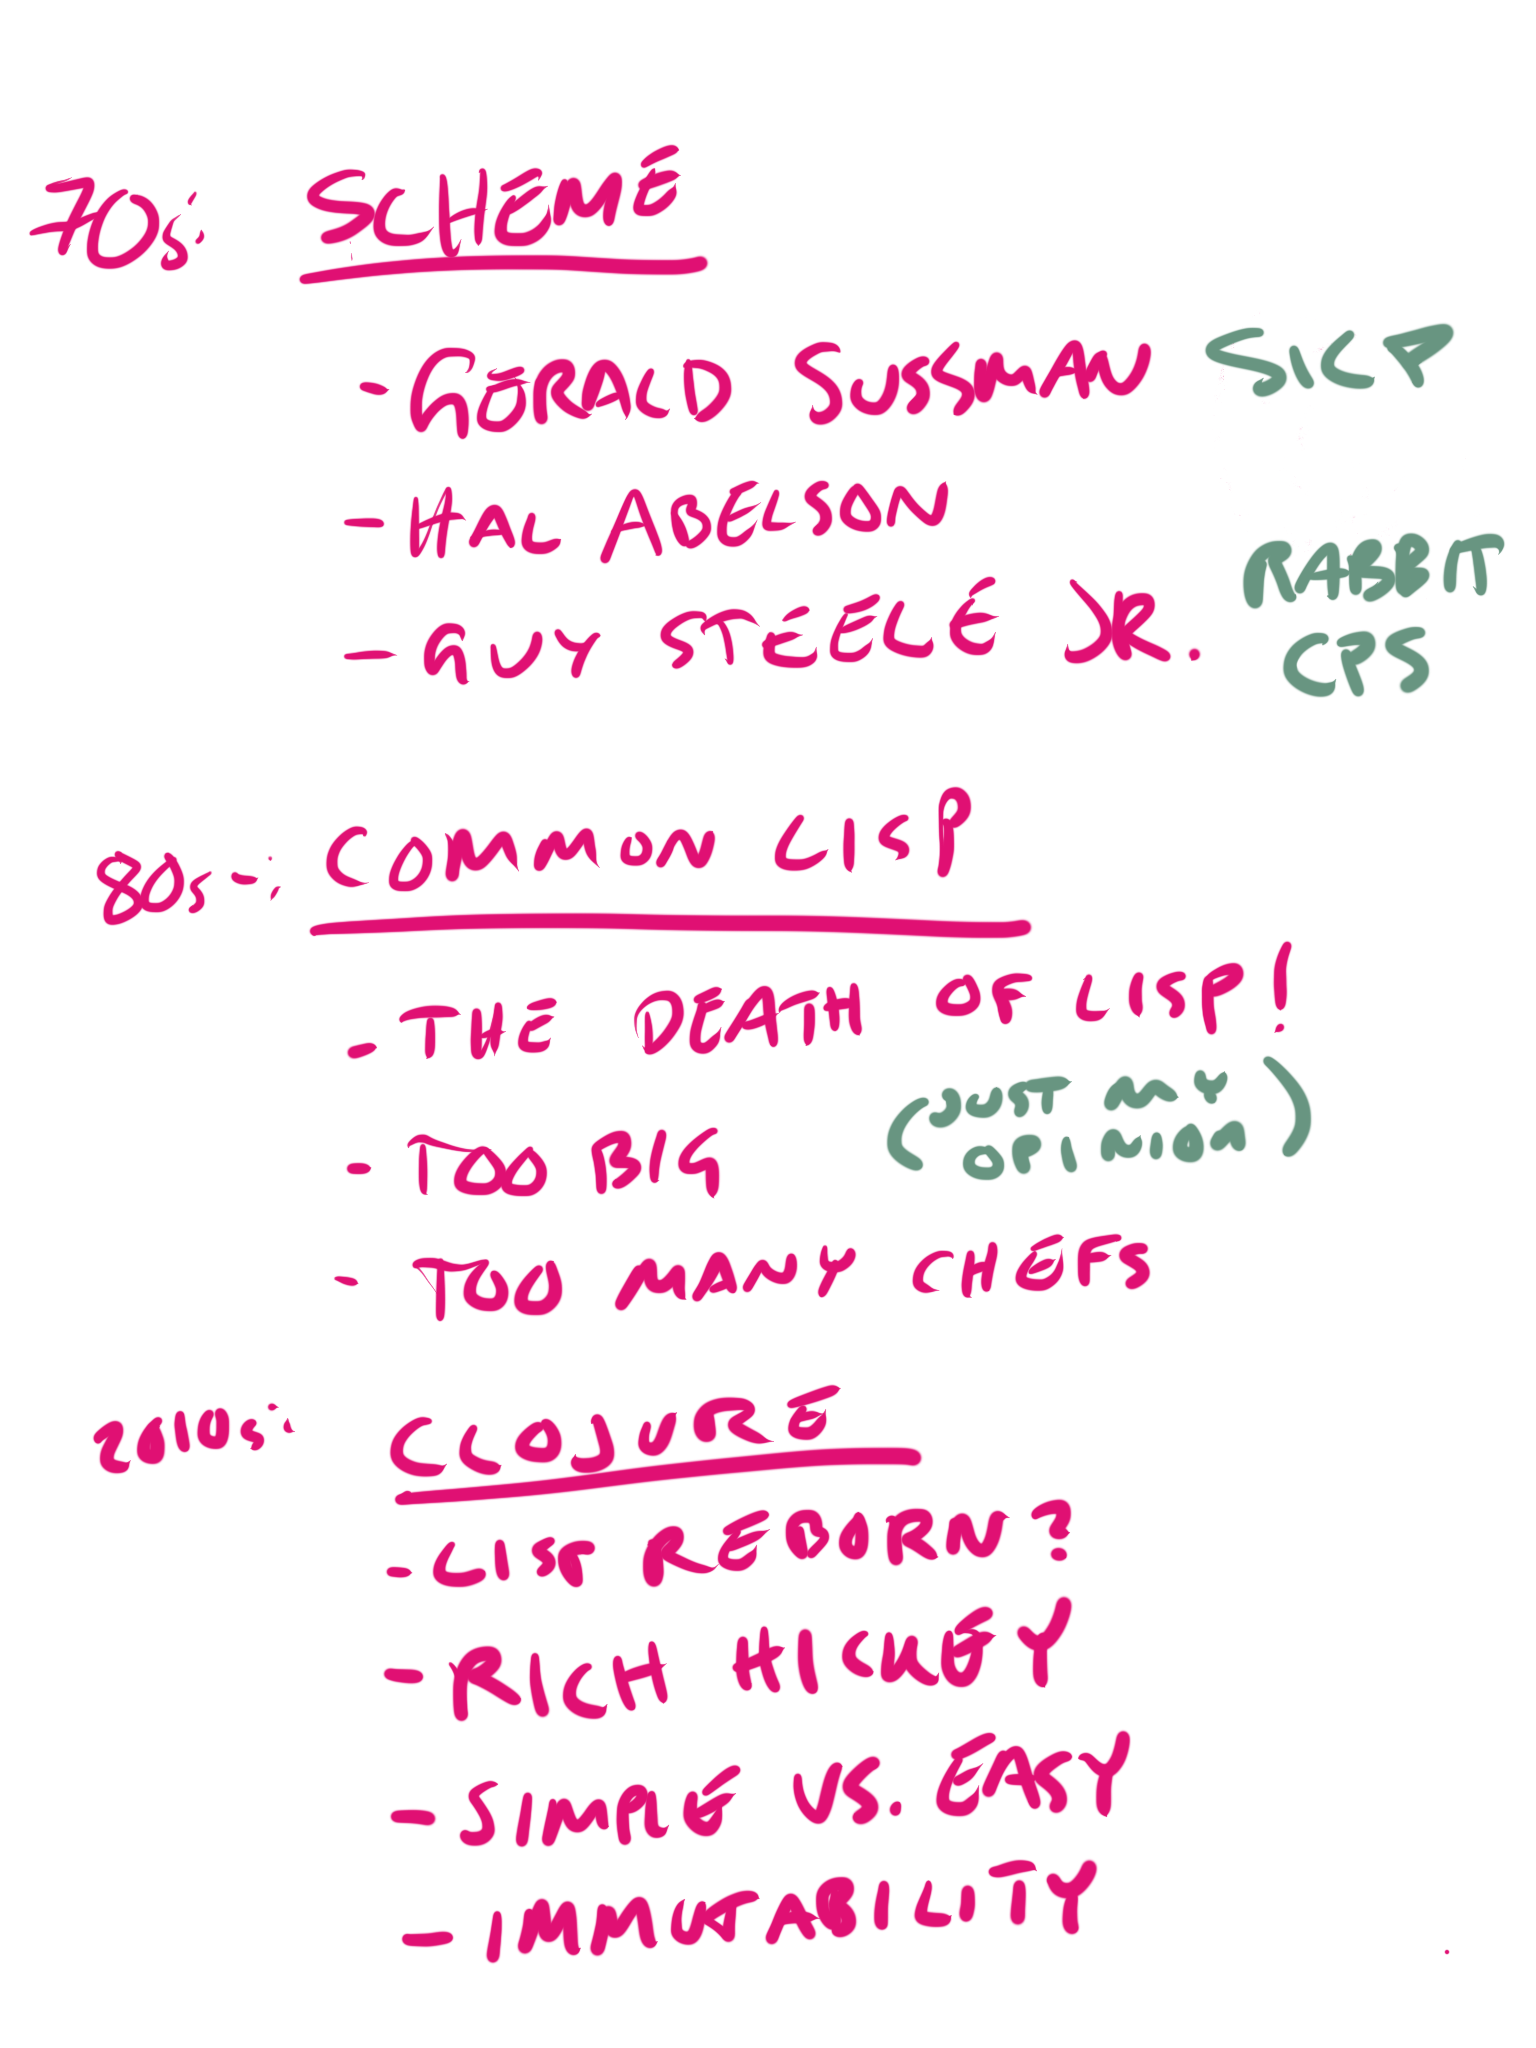 70s: SCHEME
- GERALD SUSSMAN SICP
- HAL ABELSON
- GUY STEELE JR. RABBIT
CPS
80s-: COMMON LISP
- THE DEATH OF LISP!
(JUST MY
OPINION)
- TOO BIG
- TOO MANY CHEFS
2010s: CLOJURE
- LISP REBORN?
- RICH HICKEY
- SIMPLE VS. EASY
- IMMUTABILITY